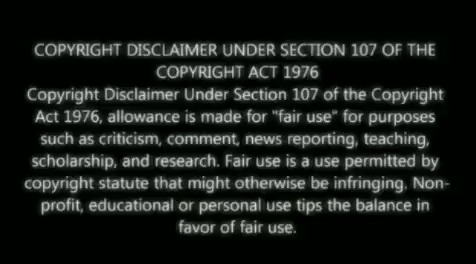 COPYRIGHT DISCLAIMER UNDER SECTION 107 OF THE
COPYRIGHT ACT 1976
Copyright Disclaimer Under Section 107 of the Copyright
Act 1976, allowance is made for "fair use" for purposes
such as criticism, comment, news reporting, teaching,
scholarship, and research. Fair use is a use permitted by
copyright statute that might otherwise be infringing. Non-
profit, educational or personal use tips the balance in
favor of fair use.